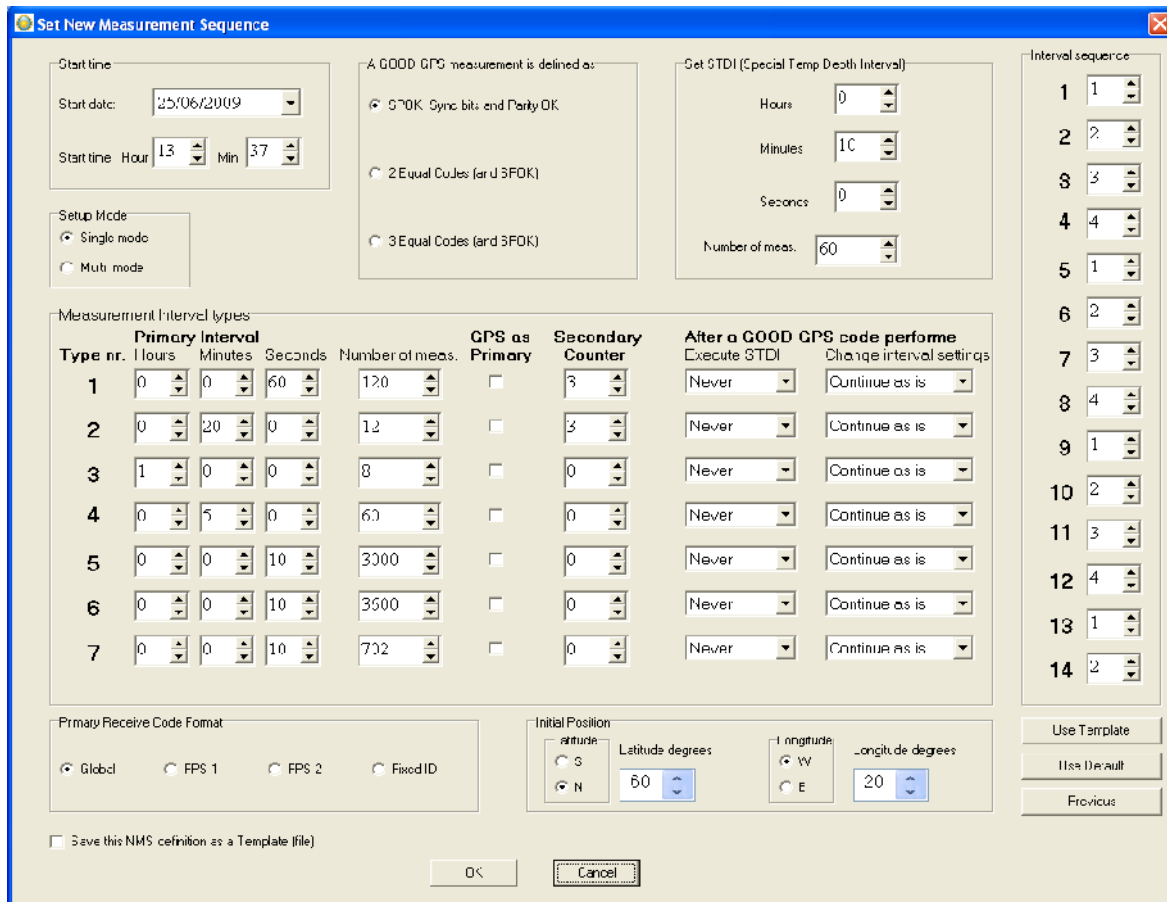 Set New Measurement Sequence
Start time
Start date: 25/06/2009
Start time Hour 13 Min 37
Setup Mode
Single mode
Multi mode
A GOOD GPS measurement is defined as
SFOK, Sync bits and Parity OK
2 Equal Codes (and SFOK)
3 Equal Codes (and SFOK)
Set STDI (Special Temp Depth Interval)
Hours 0
Minutes 10
Seconds 0
Number of meas. 60
Interval sequence
1 1
2 2
3 3
4 4
5 1
6 2
7 3
8 4
9 1
10 2
11 3
12 4
13 1
14 2
Measurement Interval types
Primary Interval GPS as Secondary After a GOOD GPS code performe
Type nr. Hours Minutes Seconds Number of meas. Primary Counter Execute STDI Change interval settings
1 0 0 60 120 3 Never Continue as is
2 0 20 0 12 3 Never Continue as is
3 1 0 0 8 0 Never Continue as is
4 0 5 0 60 0 Never Continue as is
5 0 0 10 3000 0 Never Continue as is
6 0 0 10 3600 0 Never Continue as is
7 0 0 10 702 0 Never Continue as is
Primary Receive Code Format
Global FPS 1 FPS 2 Fixed ID
Initial Position
Latitude
S
N
Latitude degrees
60
Longitude
W
E
Longitude degrees
20
Use Template
Use Default
Previous
Save this NMS definition as a Template (file)
OK Cancel